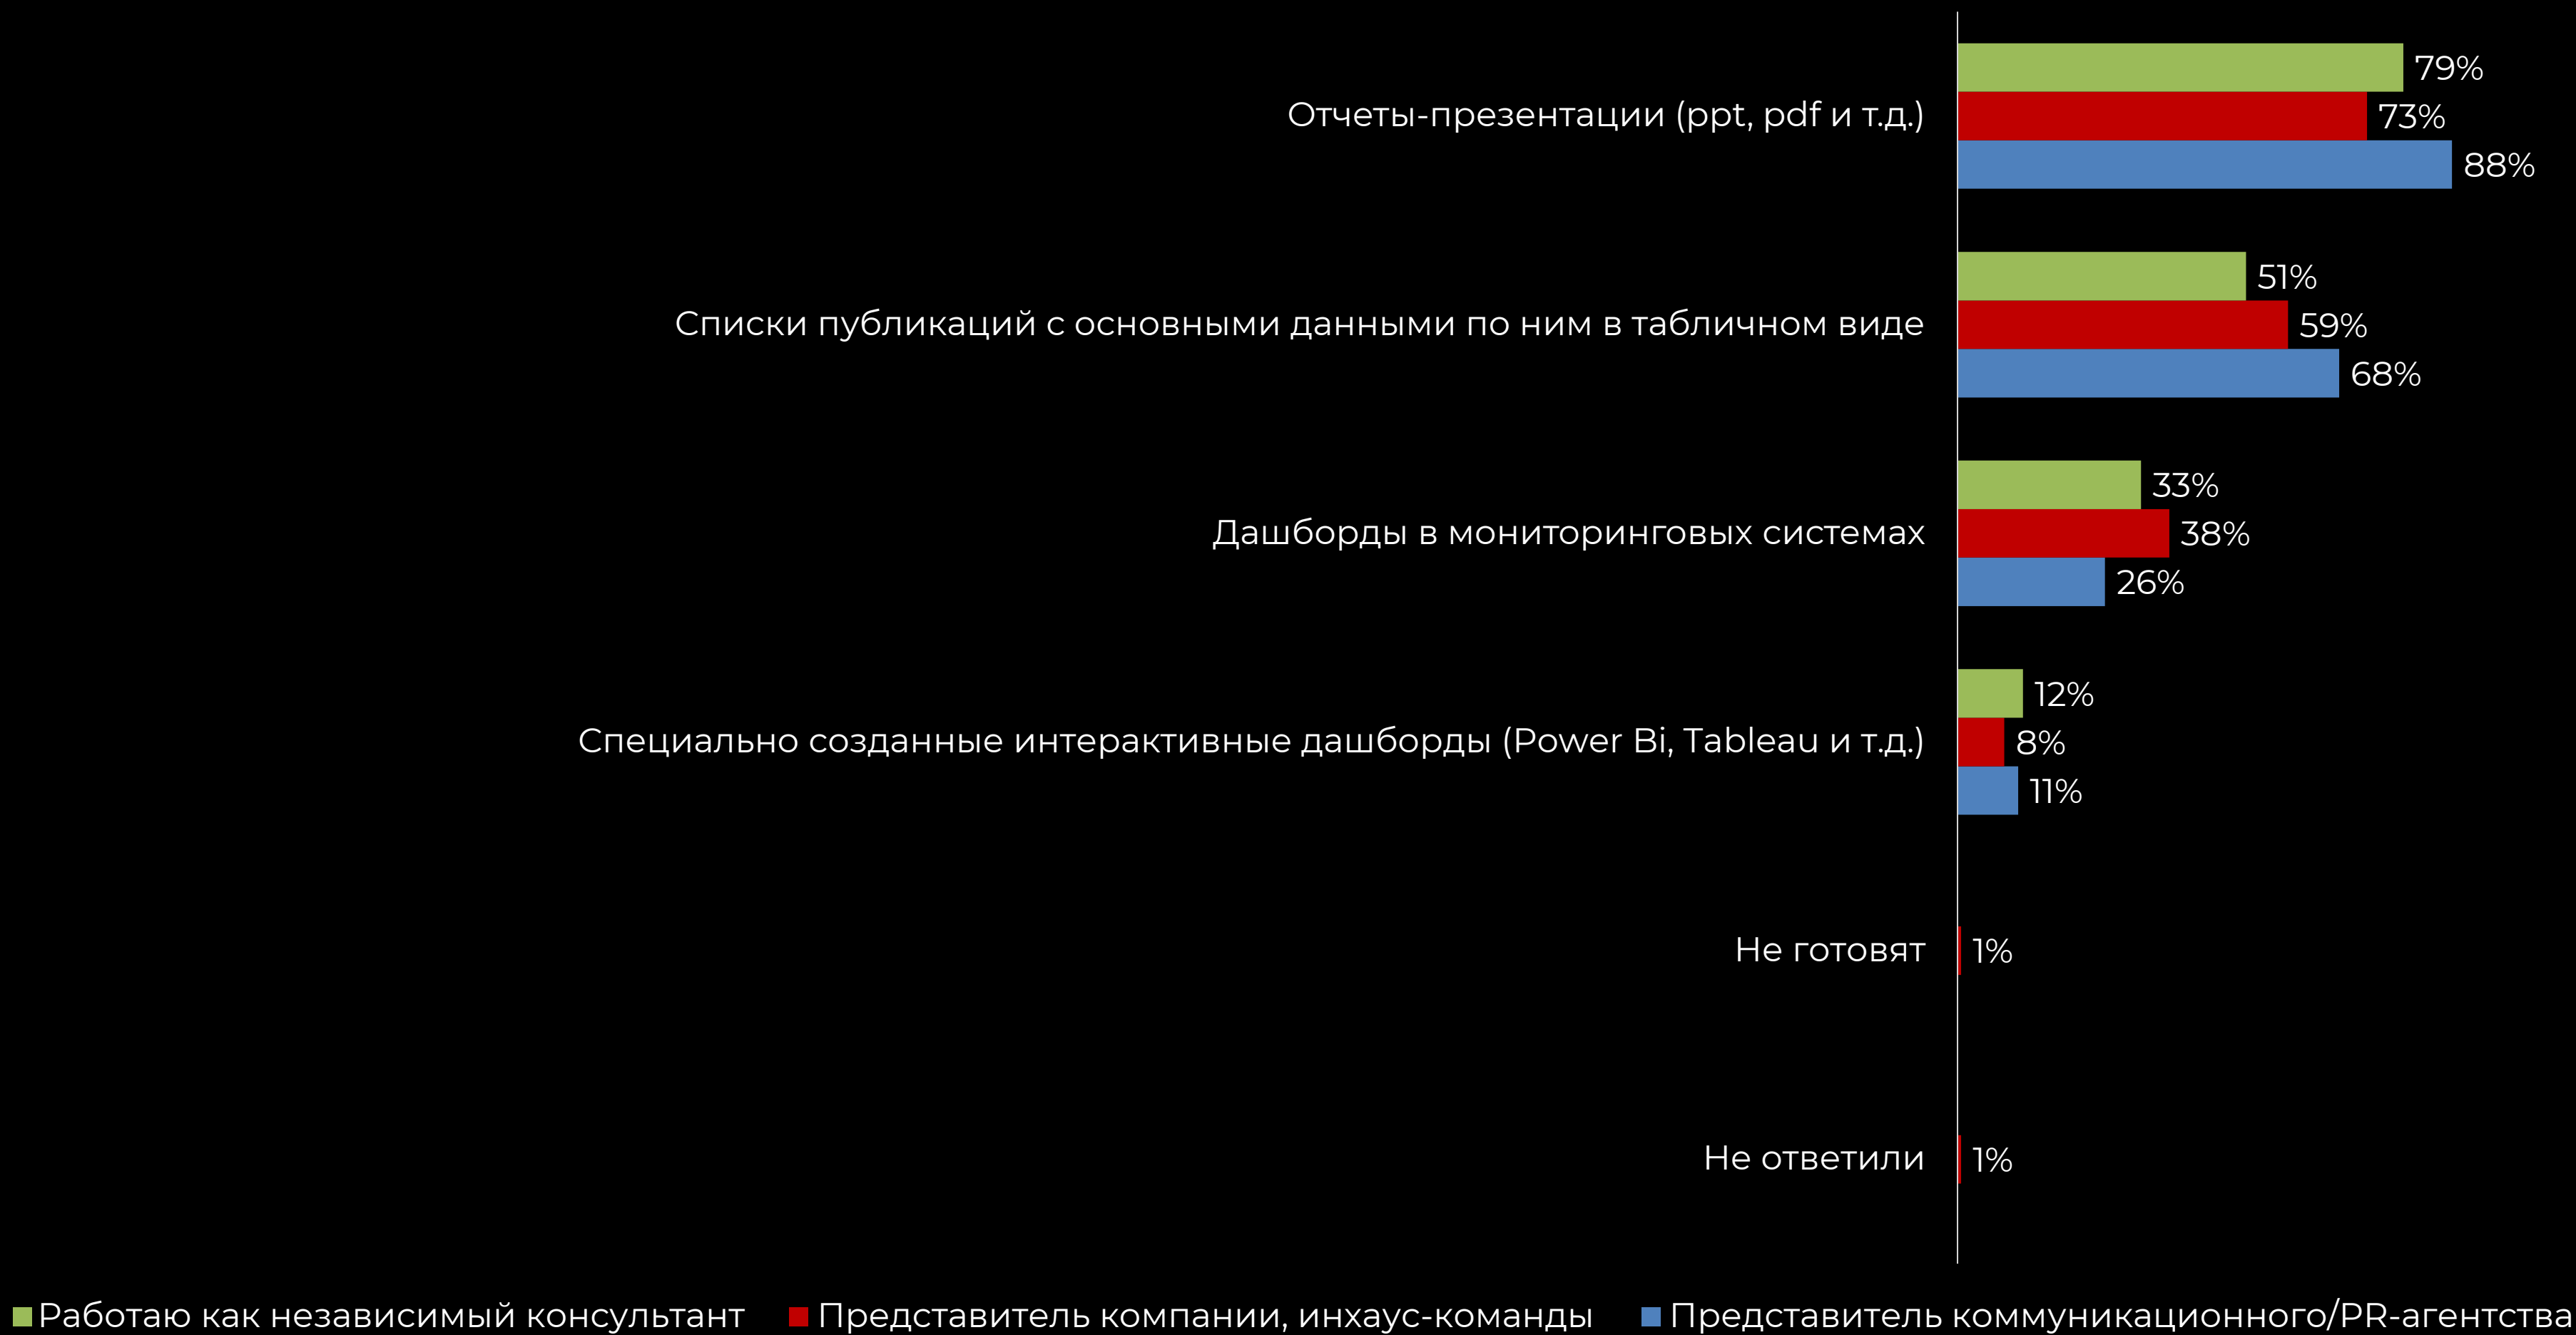 79%
Отчеты-презентации (ppt, pdf и т.д.)
73%
88%
51%
Списки публикаций с основными данными по ним в табличном виде
59%
68%
33%
Дашборды в мониторинговых системах
38%
26%
12%
Специально созданные интерактивные дашборды (Power Bi, Tableau и т.д.)
8%
11%
Не готовят
1%
Не ответили
1%
Работаю как независимый консультант
Представитель компании, инхаус-команды
Представитель коммуникационного/PR-агентства